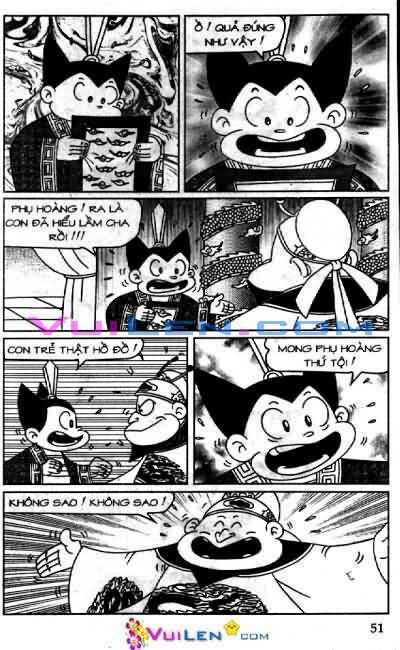 Ồ ! QUẢ ĐÚNG
NHƯ VẬY !
PHỤ HOÀNG ! RA LÀ
CON ĐÃ HIỂU LẦM CHA
RỒI !!!
VUILEN.COM
CON TRẺ THẬT HỒ ĐỒ !
MONG PHỤ HOÀNG
THỨ TỘI !
KHÔNG SAO ! KHÔNG SAO !
51
VUILEN.COM